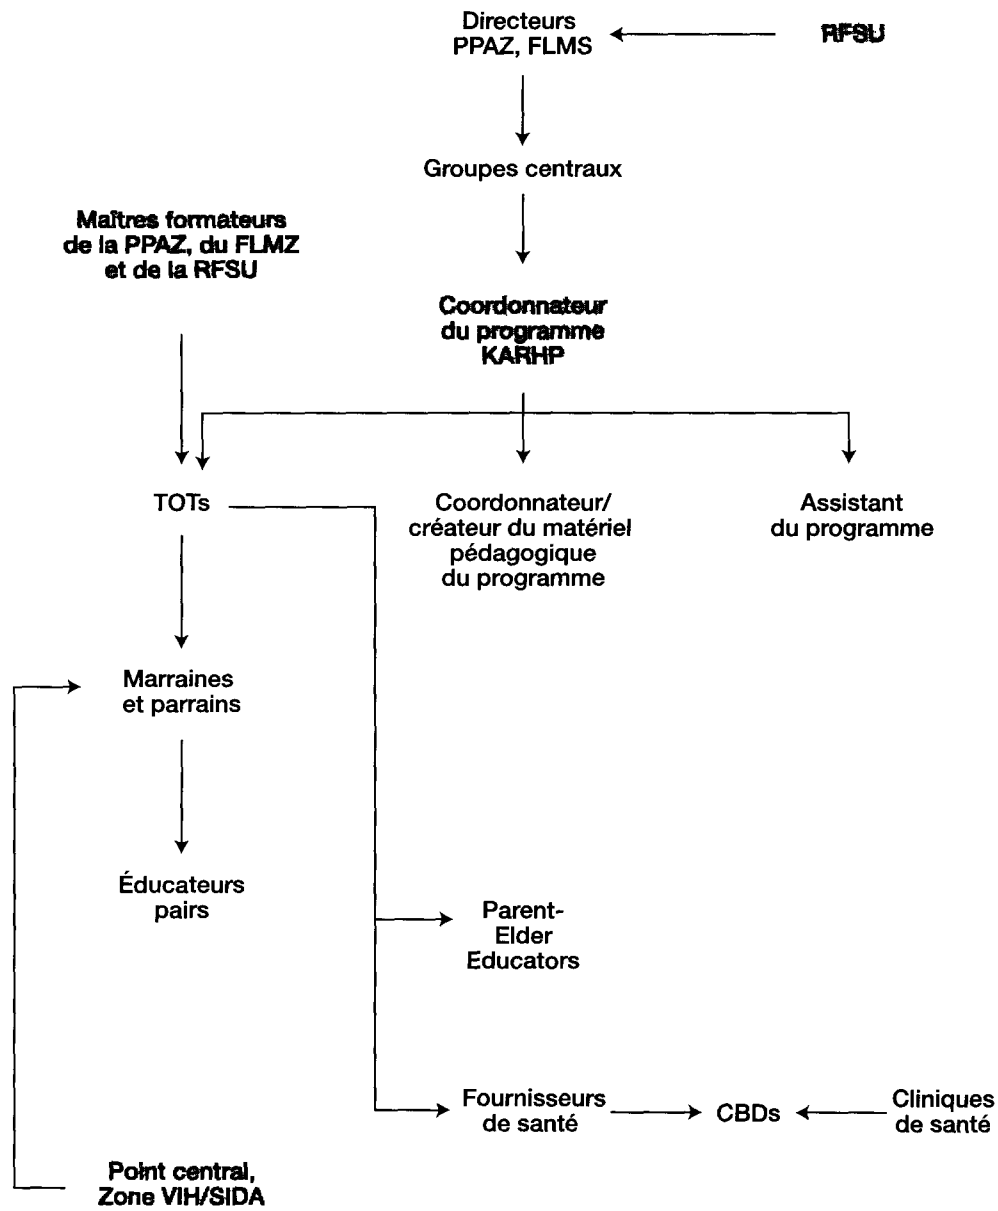 Directeurs
PPAZ, FLMS
RFSU
Groupes centraux
Maîtres formateurs
de la PPAZ, du FLMZ
et de la RFSU
Coordonnateur
du programme
KARHP
TOTs
Coordonnateur/
créateur du matériel
pédagogique
du programme
Assistant
du programme
Marraines
et parrains
Éducateurs
pairs
Parent-
Elder
Educators
Fournisseurs
de santé
CBDs
Cliniques
de santé
Point central,
Zone VIH/SIDA